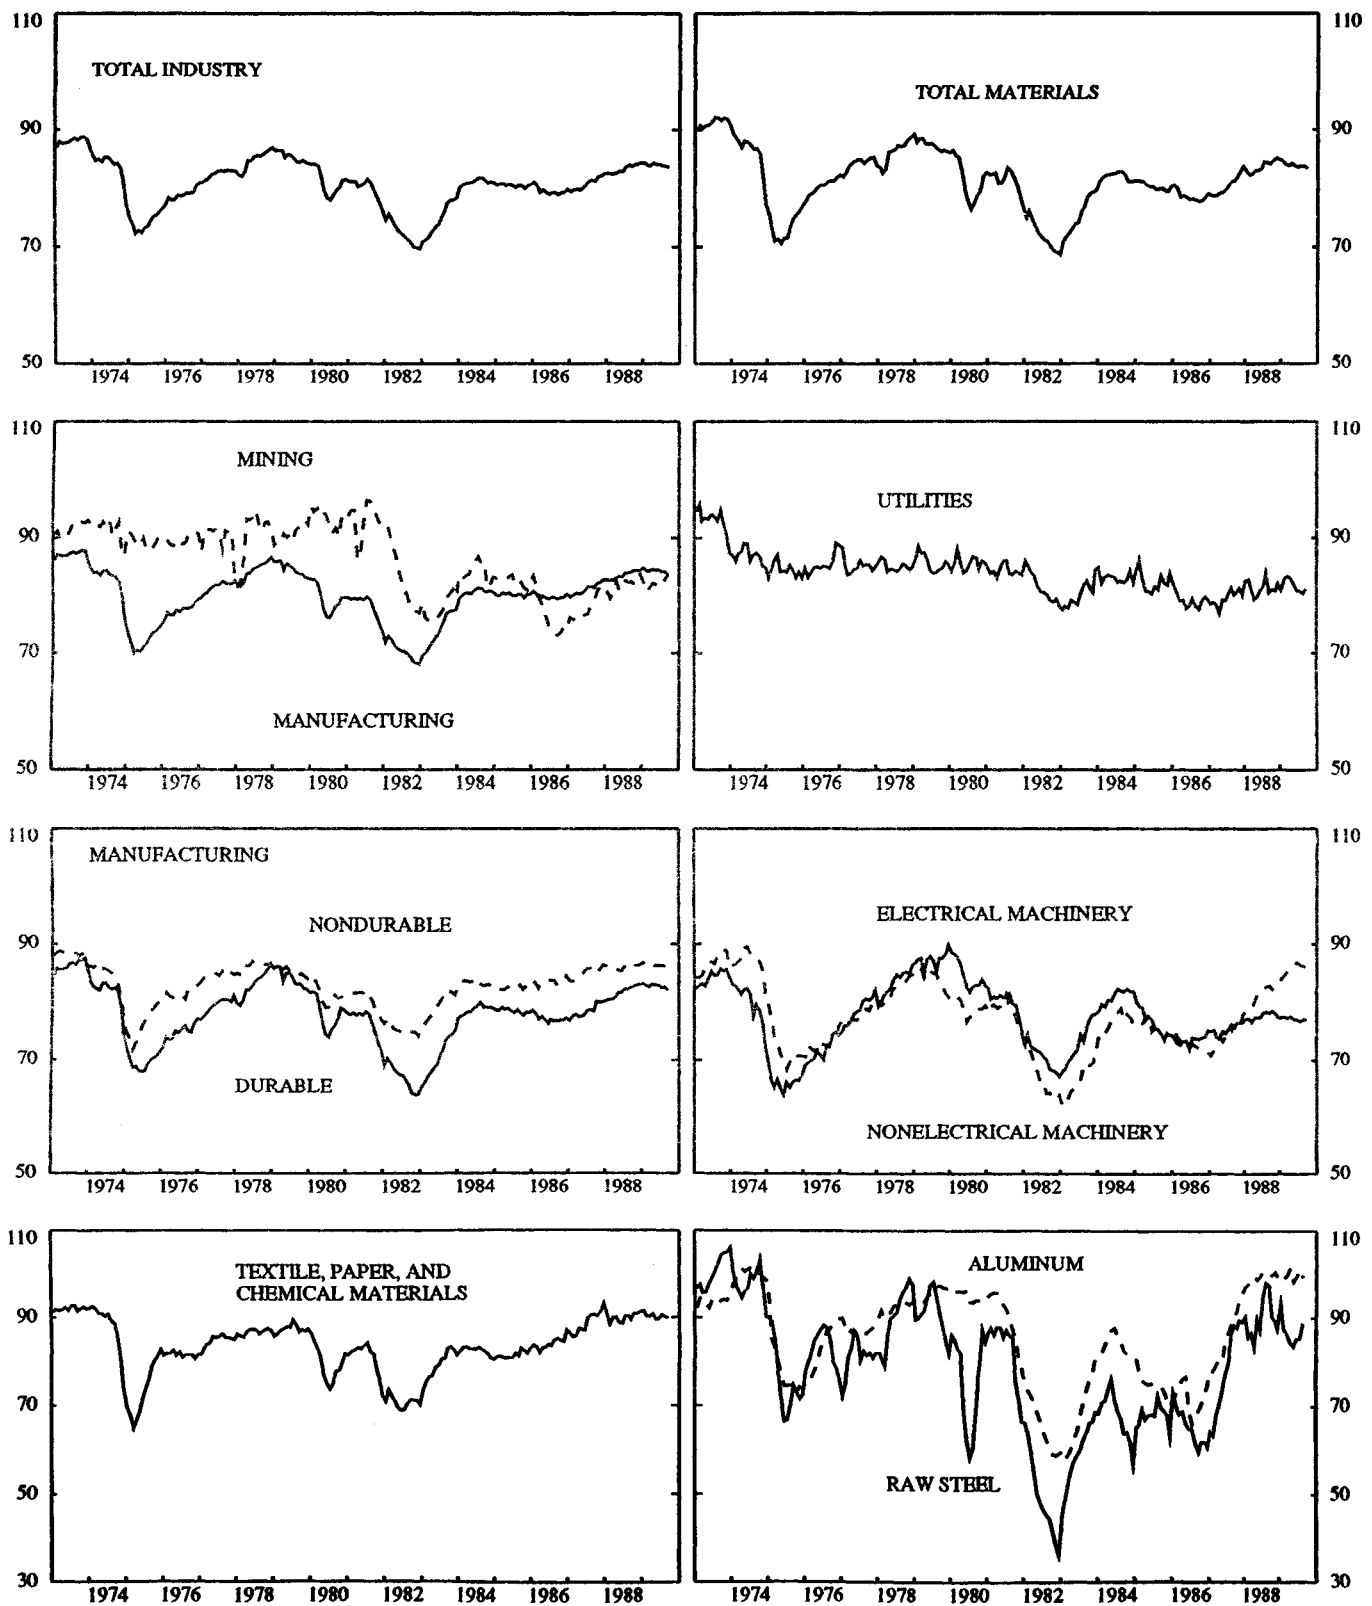 110 110
TOTAL INDUSTRY
TOTAL MATERIALS
90 90
70 70
50 50
1974 1976 1978 1980 1982 1984 1986 1988 1974 1976 1978 1980 1982 1984 1986 1988
110 110
MINING
UTILITIES
90 90
70 70
MANUFACTURING
50 50
1974 1976 1978 1980 1982 1984 1986 1988 1974 1976 1978 1980 1982 1984 1986 1988
110 110
MANUFACTURING
NONDURABLE
ELECTRICAL MACHINERY
90 90
70 70
DURABLE
NONELECTRICAL MACHINERY
50 50
1974 1976 1978 1980 1982 1984 1986 1988 1974 1976 1978 1980 1982 1984 1986 1988
110 110
TEXTILE, PAPER, AND
CHEMICAL MATERIALS
ALUMINUM
90 90
70 70
RAW STEEL
50 50
30 30
1974 1976 1978 1980 1982 1984 1986 1988 1974 1976 1978 1980 1982 1984 1986 1988